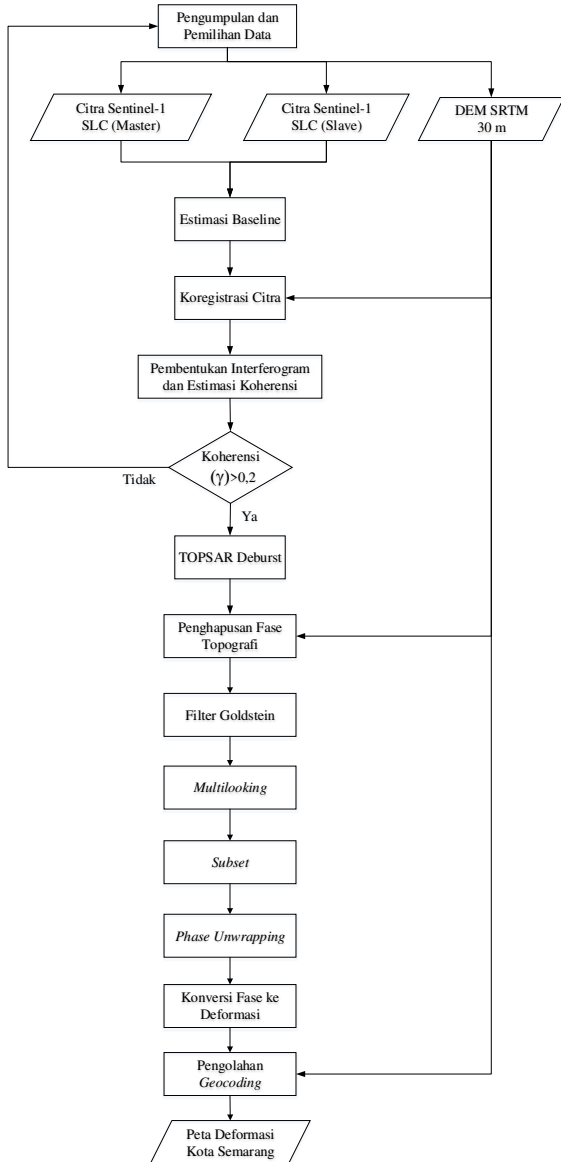 Pengumpulan dan
Pemilihan Data
Citra Sentinel-1
SLC (Master)
Citra Sentinel-1
SLC (Slave)
DEM SRTM
30 m
Estimasi Baseline
Koregistrasi Citra
Pembentukan Interferogram
dan Estimasi Koherensi
Koherensi
(γ)>0,2
Tidak
Ya
TOPSAR Deburst
Penghapusan Fase
Topografi
Filter Goldstein
Multilooking
Subset
Phase Unwrapping
Konversi Fase ke
Deformasi
Pengolahan
Geocoding
Peta Deformasi
Kota Semarang